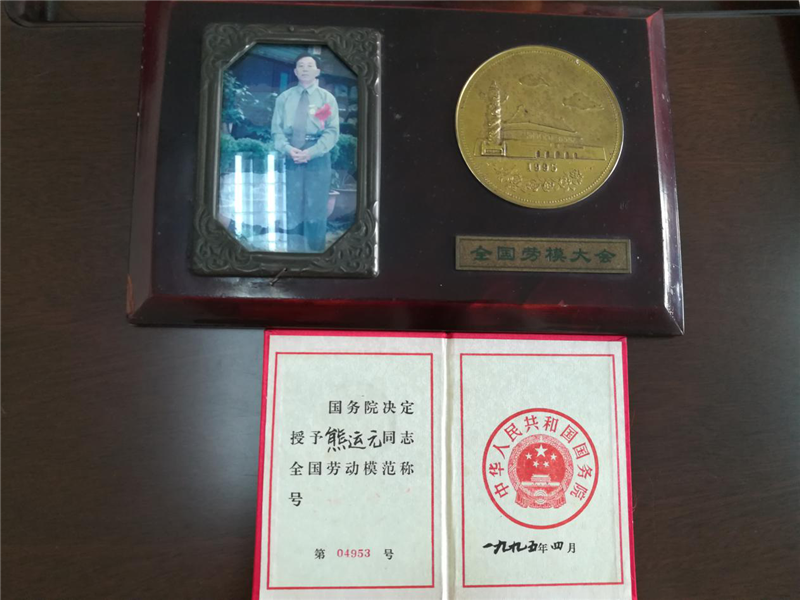 1995
全国劳模大会
国务院决定
授予熊运元同志
全国劳动模范称
号
第 04953 号
中华人民共和国国务院
一九九五年四月